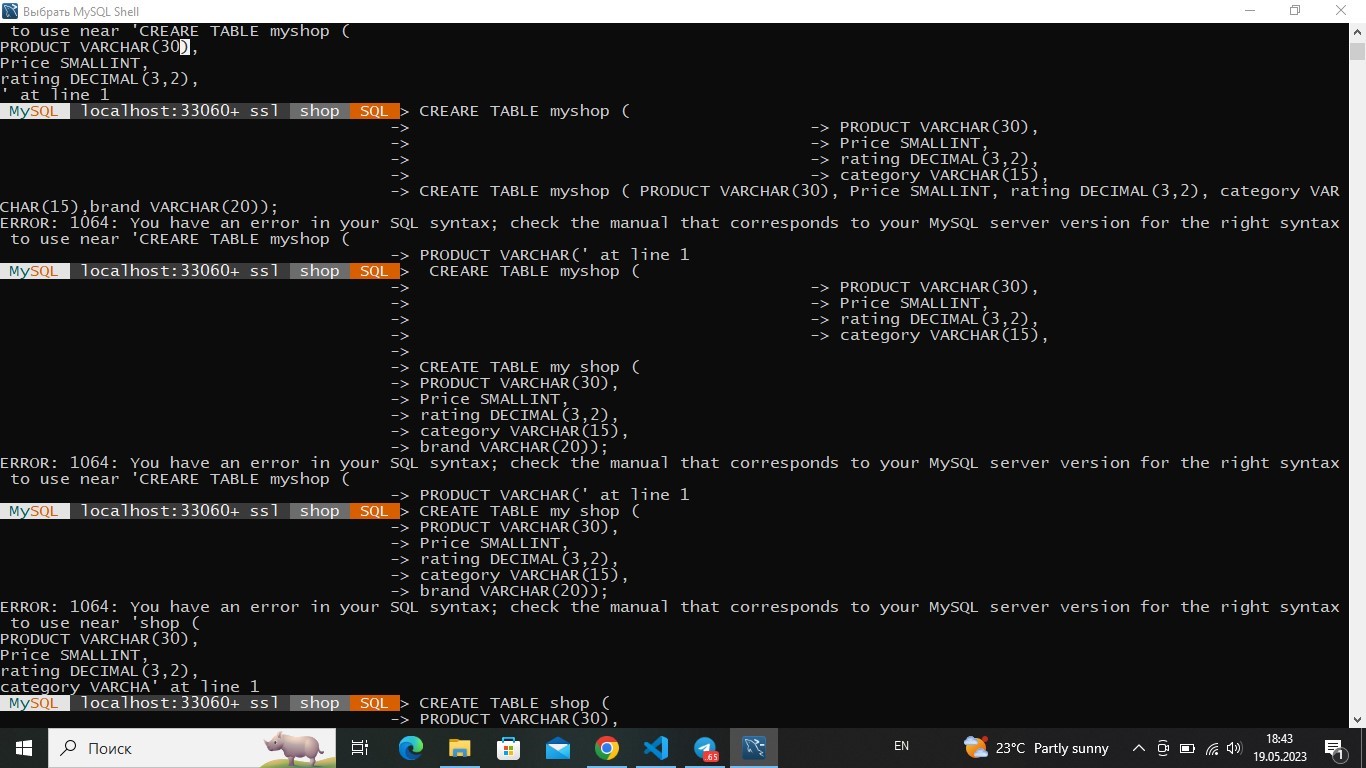 Выбрать MySQL Shell
to use near 'CREARE TABLE myshop (
PRODUCT VARCHAR(30),
Price SMALLINT,
rating DECIMAL(3,2),
' at line 1
MySQL localhost:33060+ ssl shop SQL > CREARE TABLE myshop (
-> -> PRODUCT VARCHAR(30),
-> -> Price SMALLINT,
-> -> rating DECIMAL(3,2),
-> -> category VARCHAR(15),
-> CREATE TABLE myshop ( PRODUCT VARCHAR(30), Price SMALLINT, rating DECIMAL(3,2), category VAR
CHAR(15),brand VARCHAR(20));
ERROR: 1064: You have an error in your SQL syntax; check the manual that corresponds to your MySQL server version for the right syntax
to use near 'CREARE TABLE myshop (
-> PRODUCT VARCHAR(' at line 1
MySQL localhost:33060+ ssl shop SQL > CREARE TABLE myshop (
-> -> PRODUCT VARCHAR(30),
-> -> Price SMALLINT,
-> -> rating DECIMAL(3,2),
-> -> category VARCHAR(15),
->
-> CREATE TABLE my shop (
-> PRODUCT VARCHAR(30),
-> Price SMALLINT,
-> rating DECIMAL(3,2),
-> category VARCHAR(15),
-> brand VARCHAR(20));
ERROR: 1064: You have an error in your SQL syntax; check the manual that corresponds to your MySQL server version for the right syntax
to use near 'CREARE TABLE myshop (
-> PRODUCT VARCHAR(' at line 1
MySQL localhost:33060+ ssl shop SQL > CREATE TABLE my shop (
-> PRODUCT VARCHAR(30),
-> Price SMALLINT,
-> rating DECIMAL(3,2),
-> category VARCHAR(15),
-> brand VARCHAR(20));
ERROR: 1064: You have an error in your SQL syntax; check the manual that corresponds to your MySQL server version for the right syntax
to use near 'shop (
PRODUCT VARCHAR(30),
Price SMALLINT,
rating DECIMAL(3,2),
category VARCHA' at line 1
MySQL localhost:33060+ ssl shop SQL > CREATE TABLE shop (
-> PRODUCT VARCHAR(30),
Поиск
.65
EN
23°C Partly sunny
18:43
19.05.2023
1